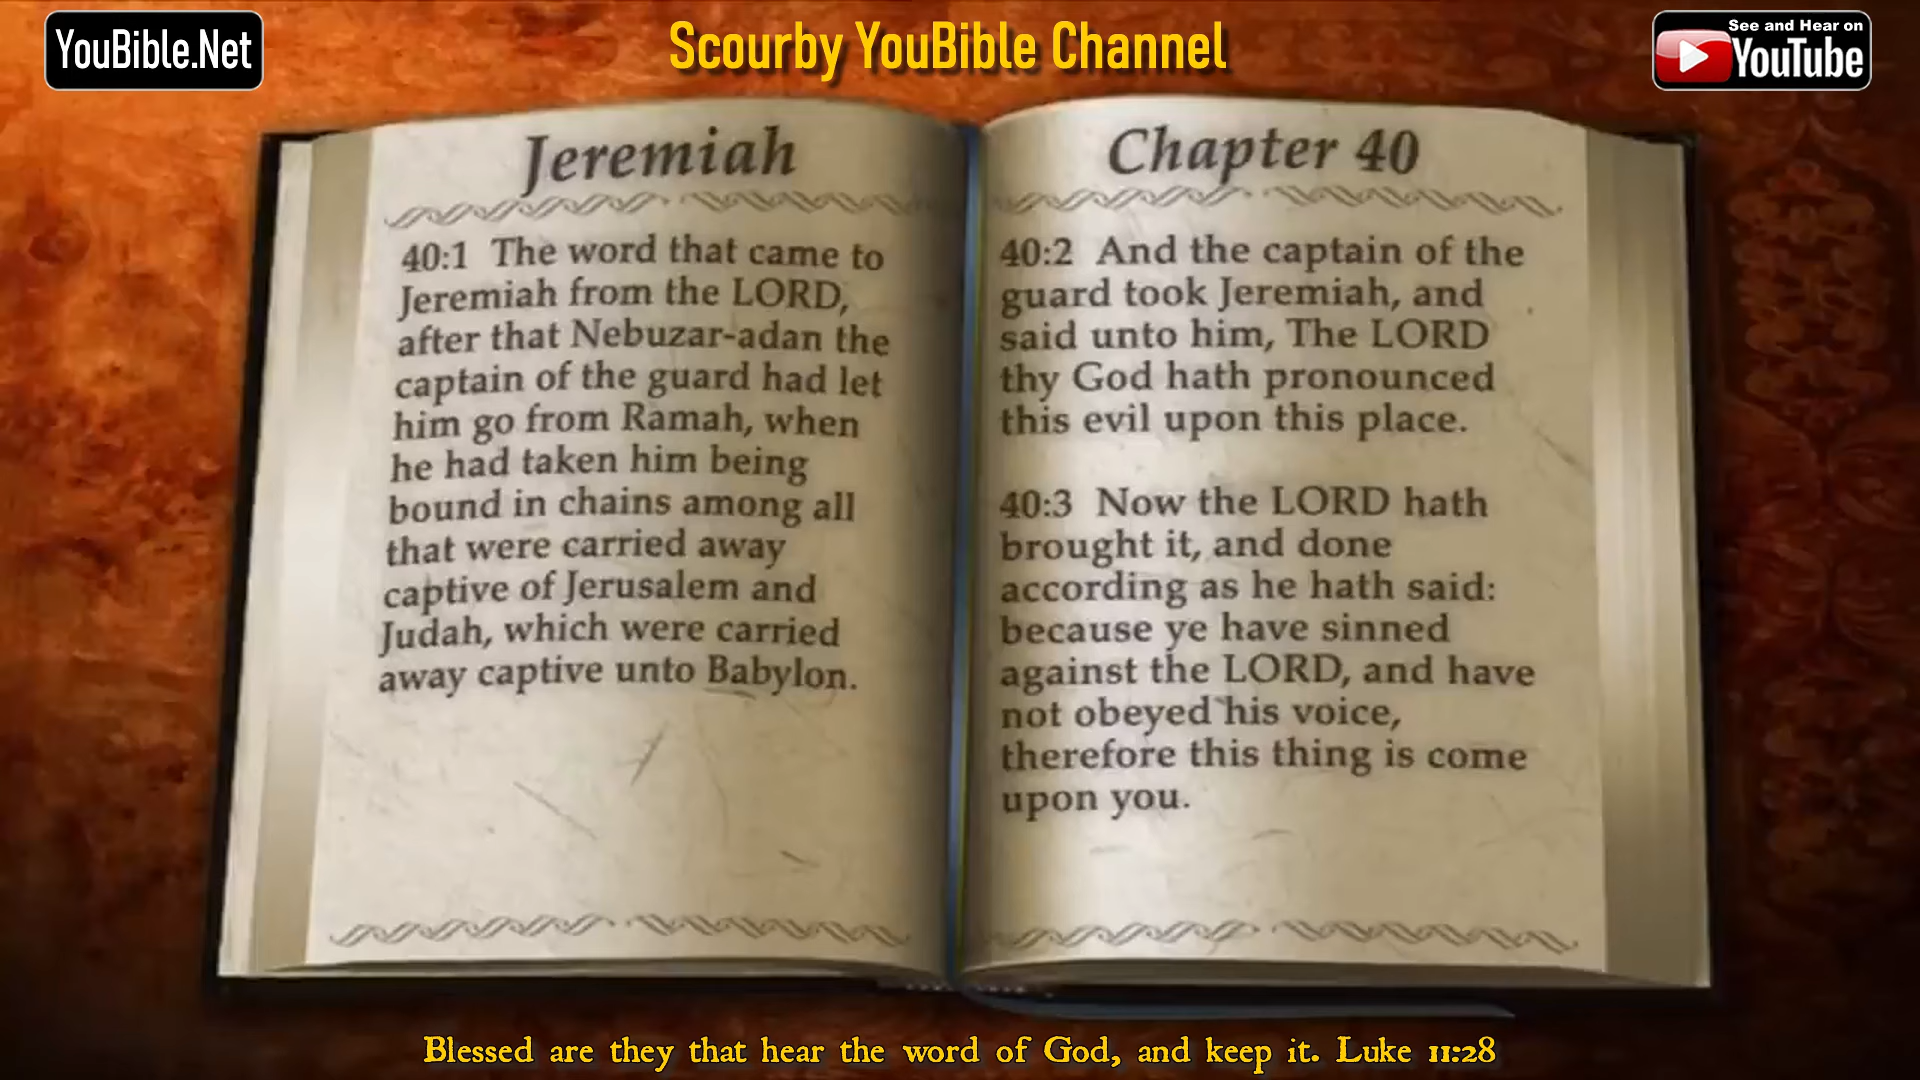 YouBible.Net
Scourby YouBible Channel
See and Hear on
YouTube
Jeremiah
40:1 The word that came to
Jeremiah from the LORD,
after that Nebuzar-adan the
captain of the guard had let
him go from Ramah, when
he had taken him being
bound in chains among all
that were carried away
captive of Jerusalem and
Judah, which were carried
away captive unto Babylon.
Chapter 40
40:2 And the captain of the
guard took Jeremiah, and
said unto him, The LORD
thy God hath pronounced
this evil upon this place.
40:3 Now the LORD hath
brought it, and done
according as he hath said:
because ye have sinned
against the LORD, and have
not obeyed his voice,
therefore this thing is come
upon you.
Blessed are they that hear the word of God, and keep it. Luke 11:28